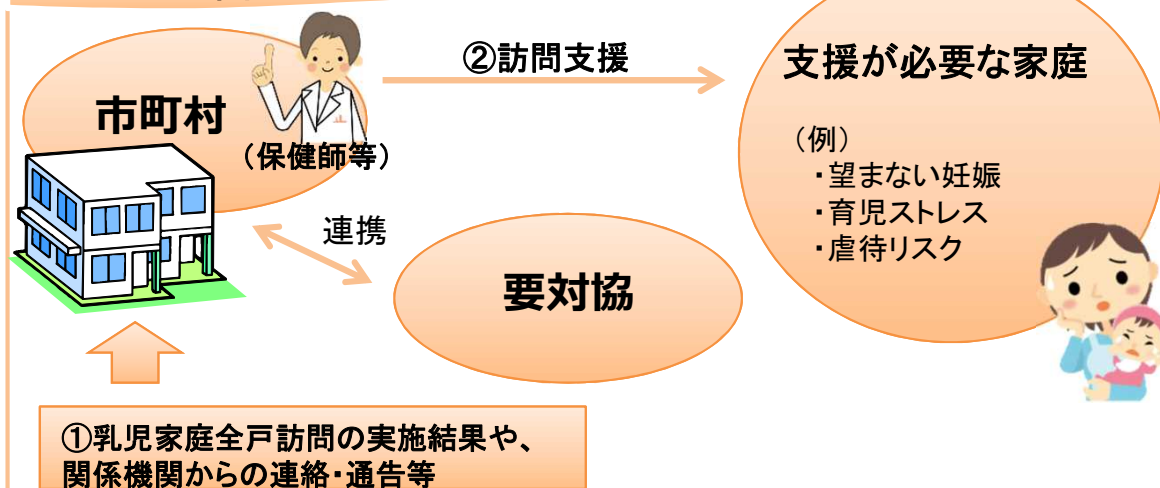 市町村
(保健師等)
②訪問支援
支援が必要な家庭
(例)
・望まない妊娠
・育児ストレス
・虐待リスク
連携
要対協
①乳児家庭全戸訪問の実施結果や、
関係機関からの連絡・通告等